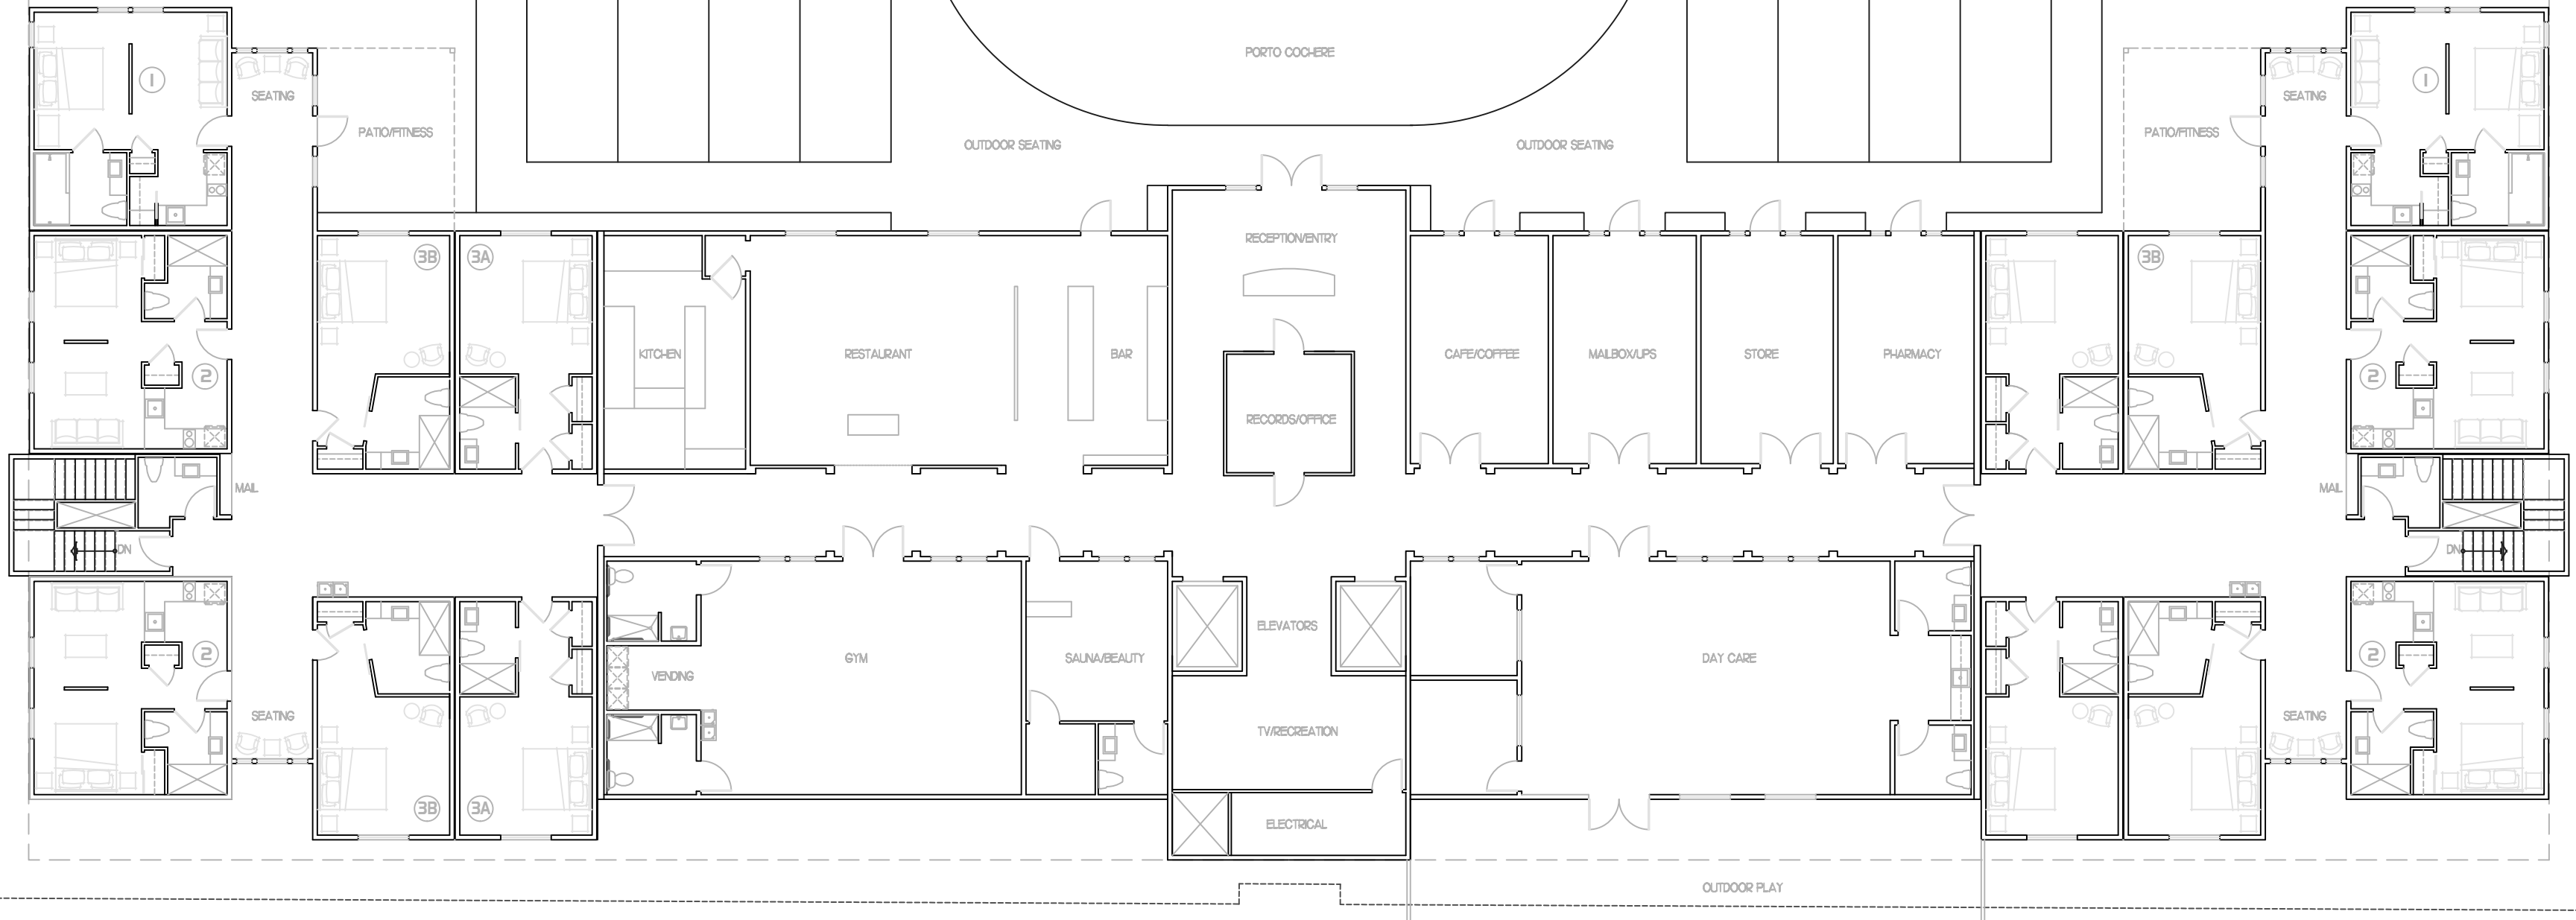 PORTO COCHERE
1
1
SEATING
SEATING
PATIO/FITNESS
PATIO/FITNESS
OUTDOOR SEATING
OUTDOOR SEATING
RECEPTION/ENTRY
3B
3A
3B
KITCHEN
RESTAURANT
BAR
CAFE/COFFEE
MAILBOX/UPS
STORE
PHARMACY
2
2
RECORDS/OFFICE
MAIL
MAIL
DN
DN
ELEVATORS
2
2
GYM
SAUNA/BEAUTY
DAY CARE
VENDING
SEATING
SEATING
TV/RECREATION
3B
3A
ELECTRICAL
OUTDOOR PLAY